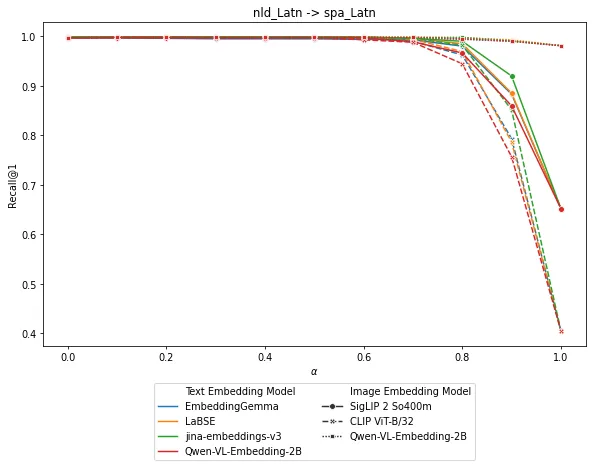 nld_Latn -> spa_Latn
Recall@1
1.0
0.9
0.8
0.7
0.6
0.5
0.4
0.0 0.2 0.4 0.6 0.8 1.0
α
Text Embedding Model
EmbeddingGemma
LaBSE
jina-embeddings-v3
Qwen-VL-Embedding-2B
Image Embedding Model
SigLIP 2 So400m
CLIP ViT-B/32
Qwen-VL-Embedding-2B